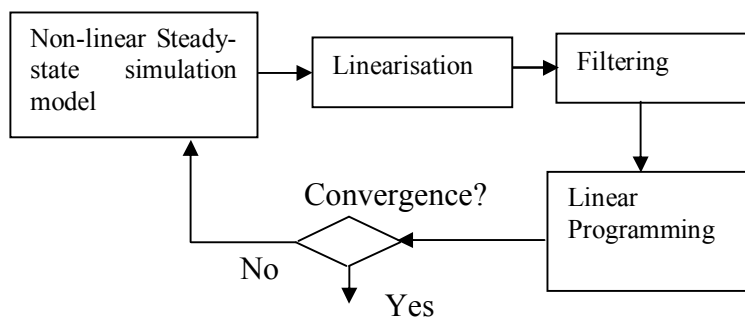 Non-linear Steady-
state simulation
model
Linearisation
Filtering
Linear
Programming
Convergence?
No
Yes